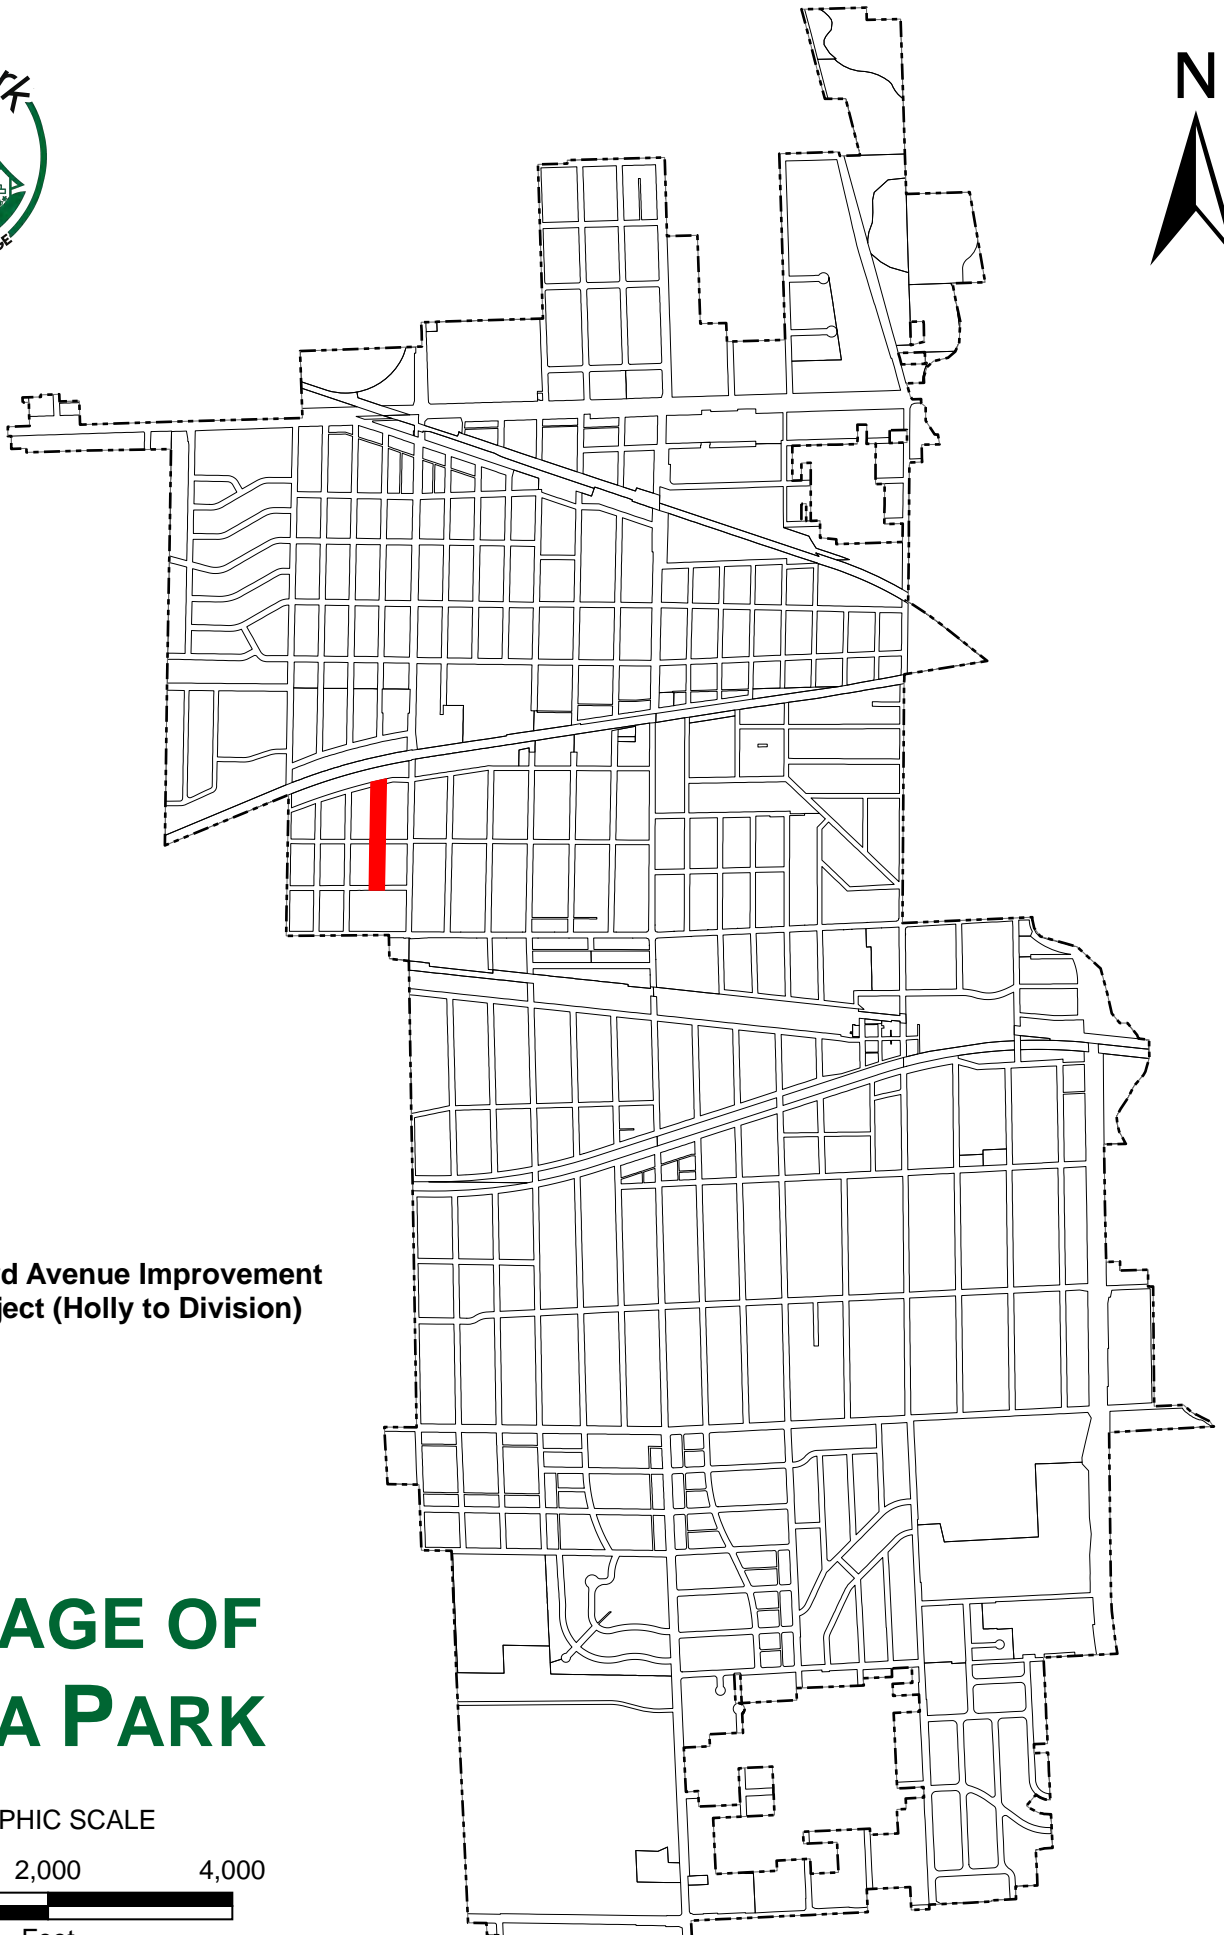 N
d Avenue Improvement
ject (Holly to Division)
AGE OF
A PARK
PHIC SCALE
2,000 4,000